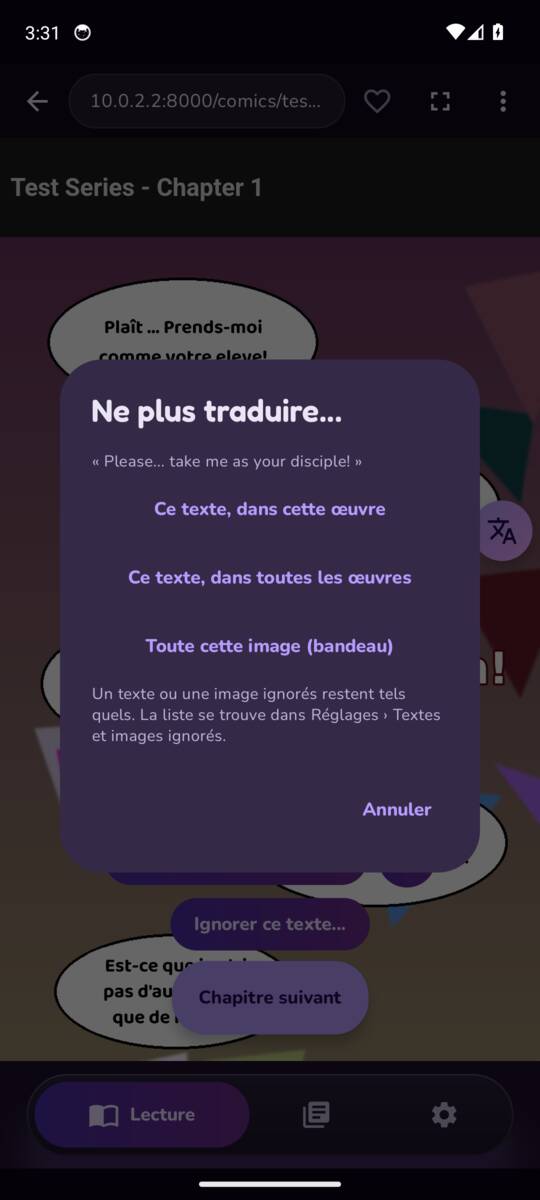 3:31
10.0.2.2:8000/comics/tes...
Test Series - Chapter 1
Plaît ... Prends-moi
comme votre eleve!
Ne plus traduire...
« Please... take me as your disciple! »
Ce texte, dans cette œuvre
Ce texte, dans toutes les œuvres
Toute cette image (bandeau)
Un texte ou une image ignorés restent tels
quels. La liste se trouve dans Réglages › Textes
et images ignorés.
Annuler
Ignorer ce texte...
Est-ce que
pas d'au
que de
Chapitre suivant
Lecture